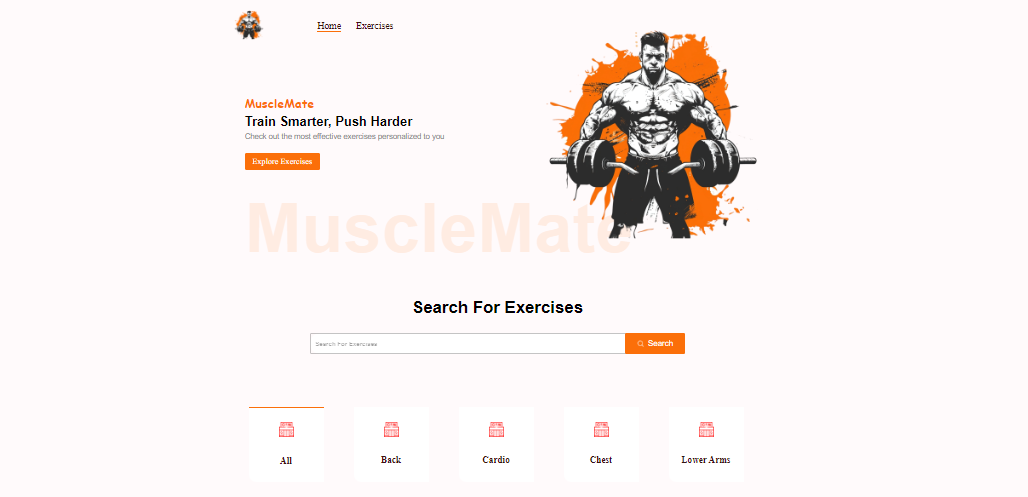 Home Exercises
MuscleMate
Train Smarter, Push Harder
Check out the most effective exercises personalized to you
Explore Exercises
MuscleMate
Search For Exercises
Search For Exercises
Search
All
Back
Cardio
Chest
Lower Arms